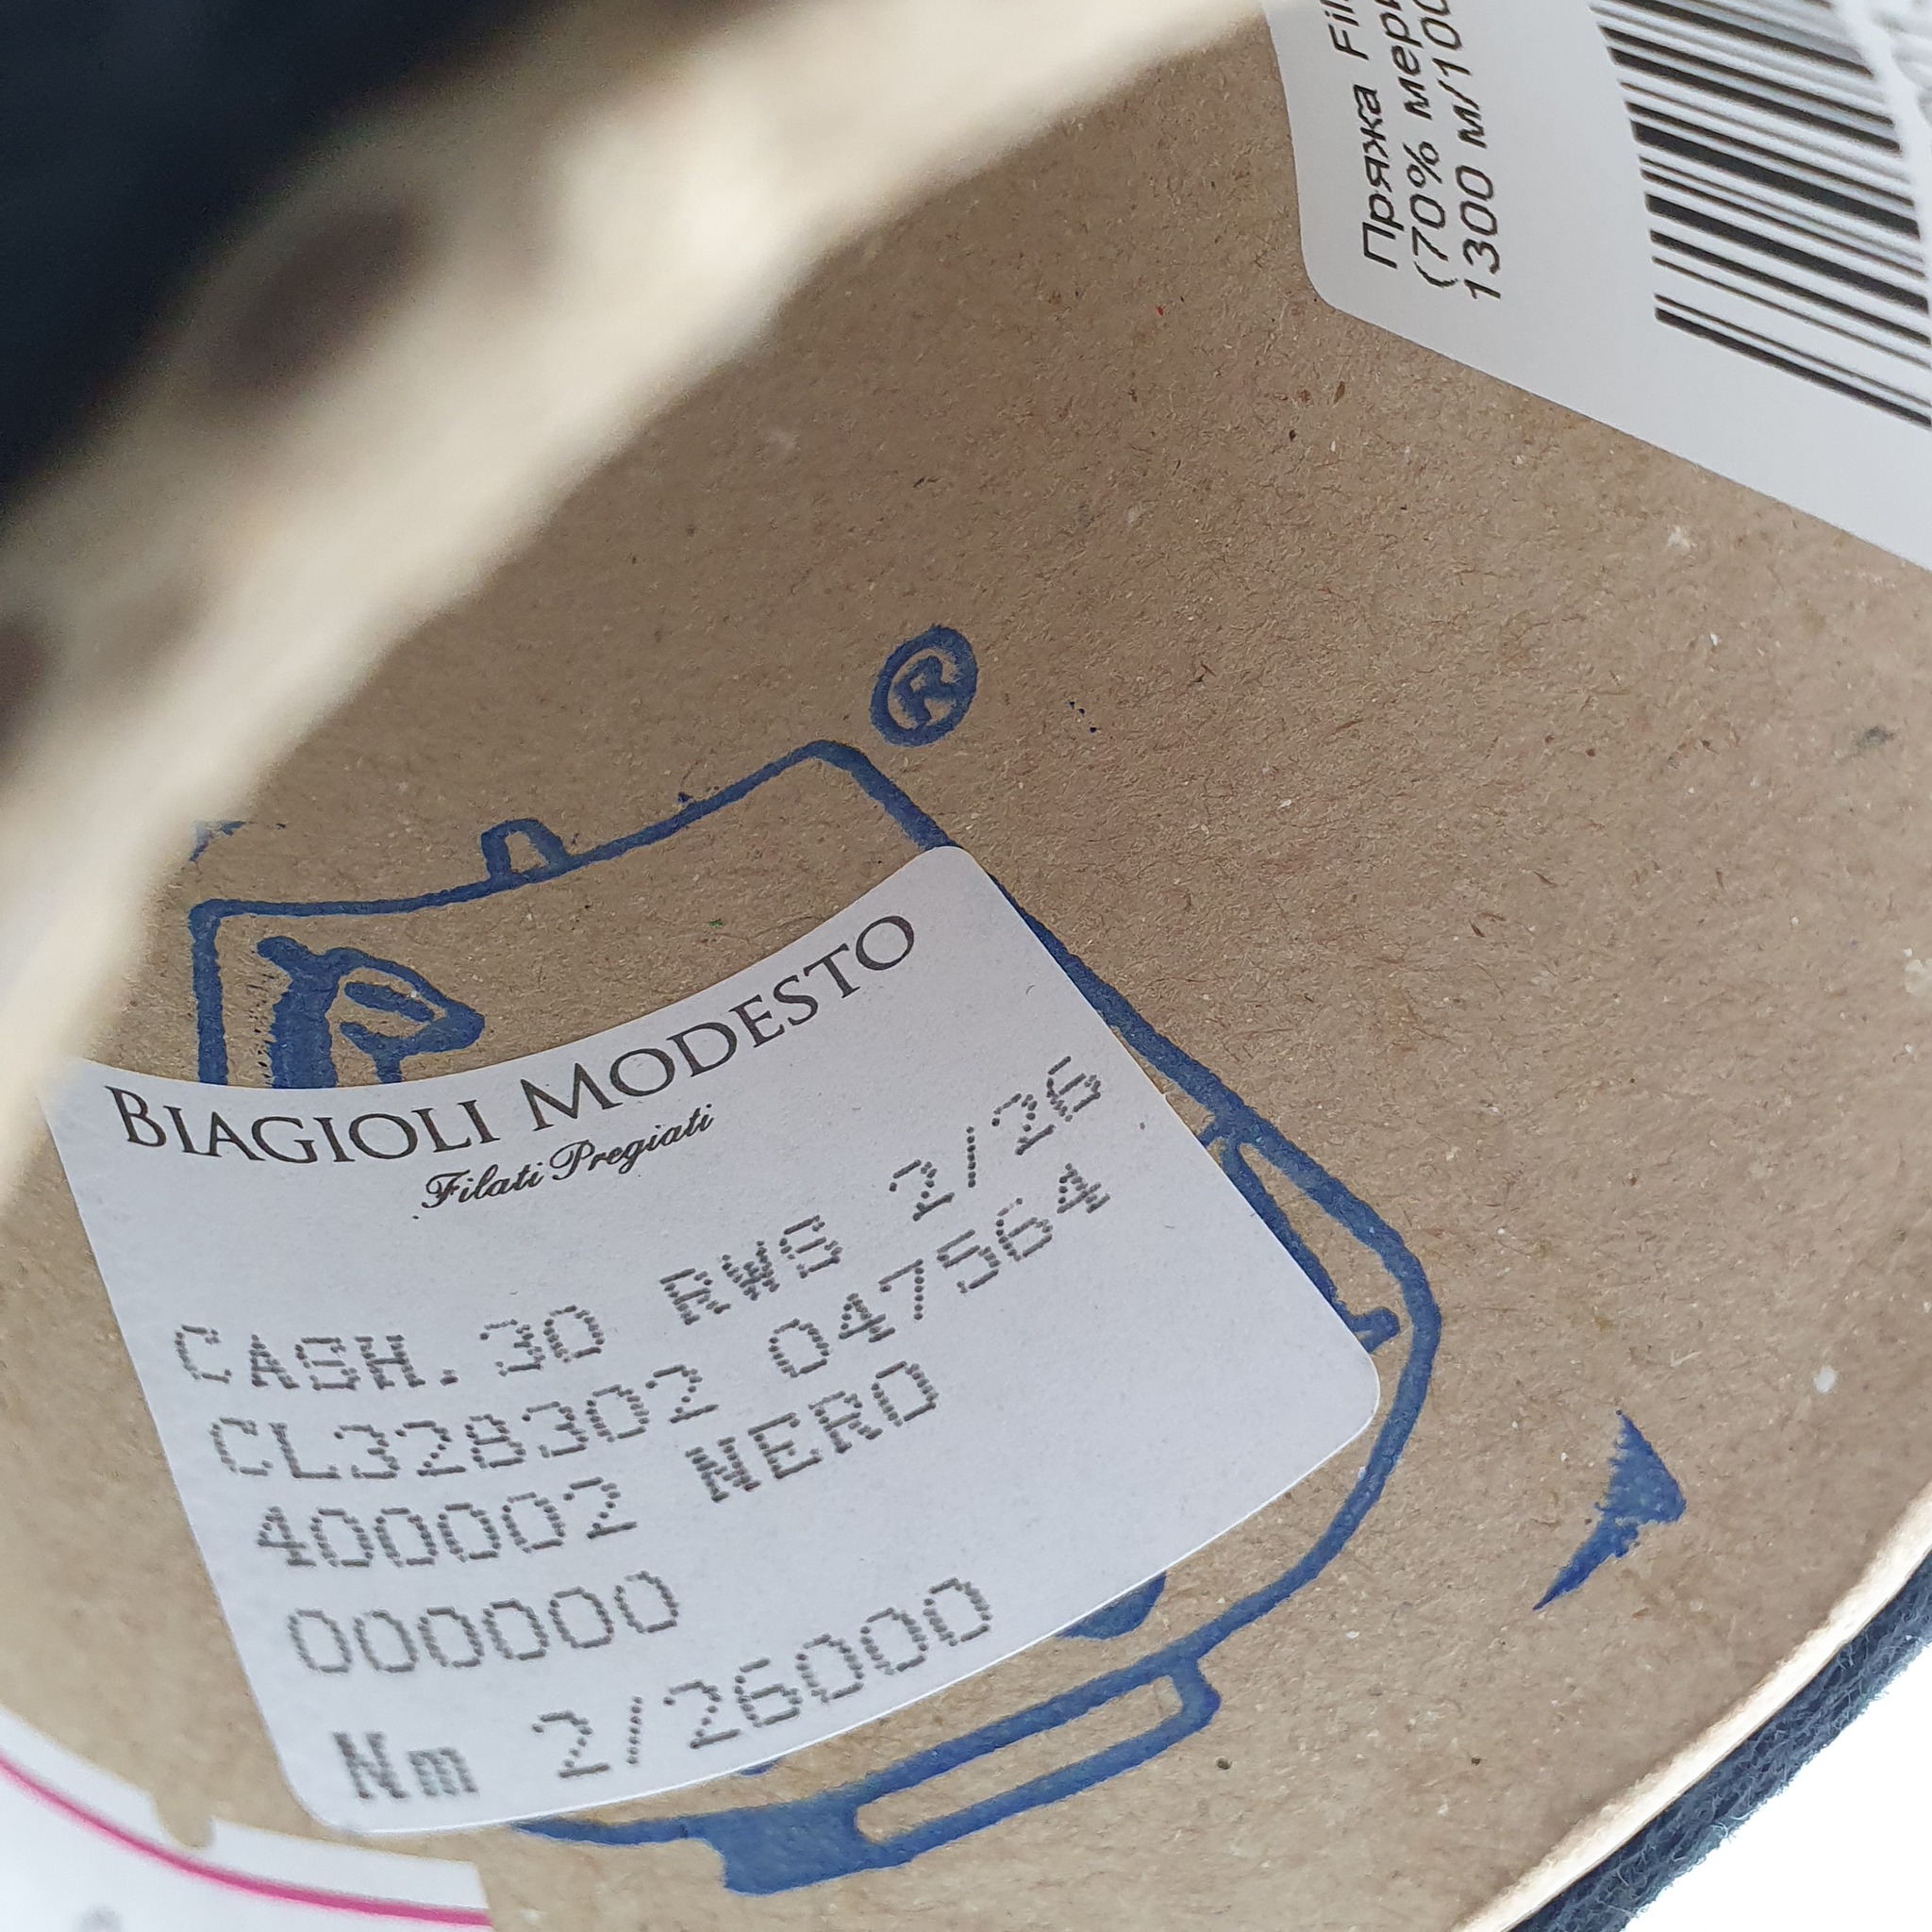 Пряжа
(70%
1300 м/100
®
BIAGIOLI MODESTO
Filati Pregiati
CASH.30 RWS 2/26
CL328302 047564
400002 NERO
000000
Nm 2/26000